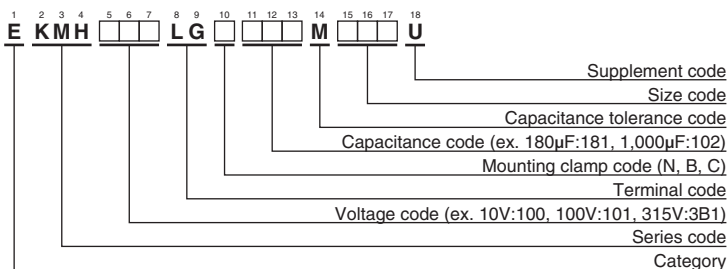 1 2 3 4 5 6 7 8 9 10 11 12 13 14 15 16 17 18
E KMH LG M U
Supplement code
Size code
Capacitance tolerance code
Capacitance code (ex. 180µF:181, 1,000µF:102)
Mounting clamp code (N, B, C)
Terminal code
Voltage code (ex. 10V:100, 100V:101, 315V:3B1)
Series code
Category